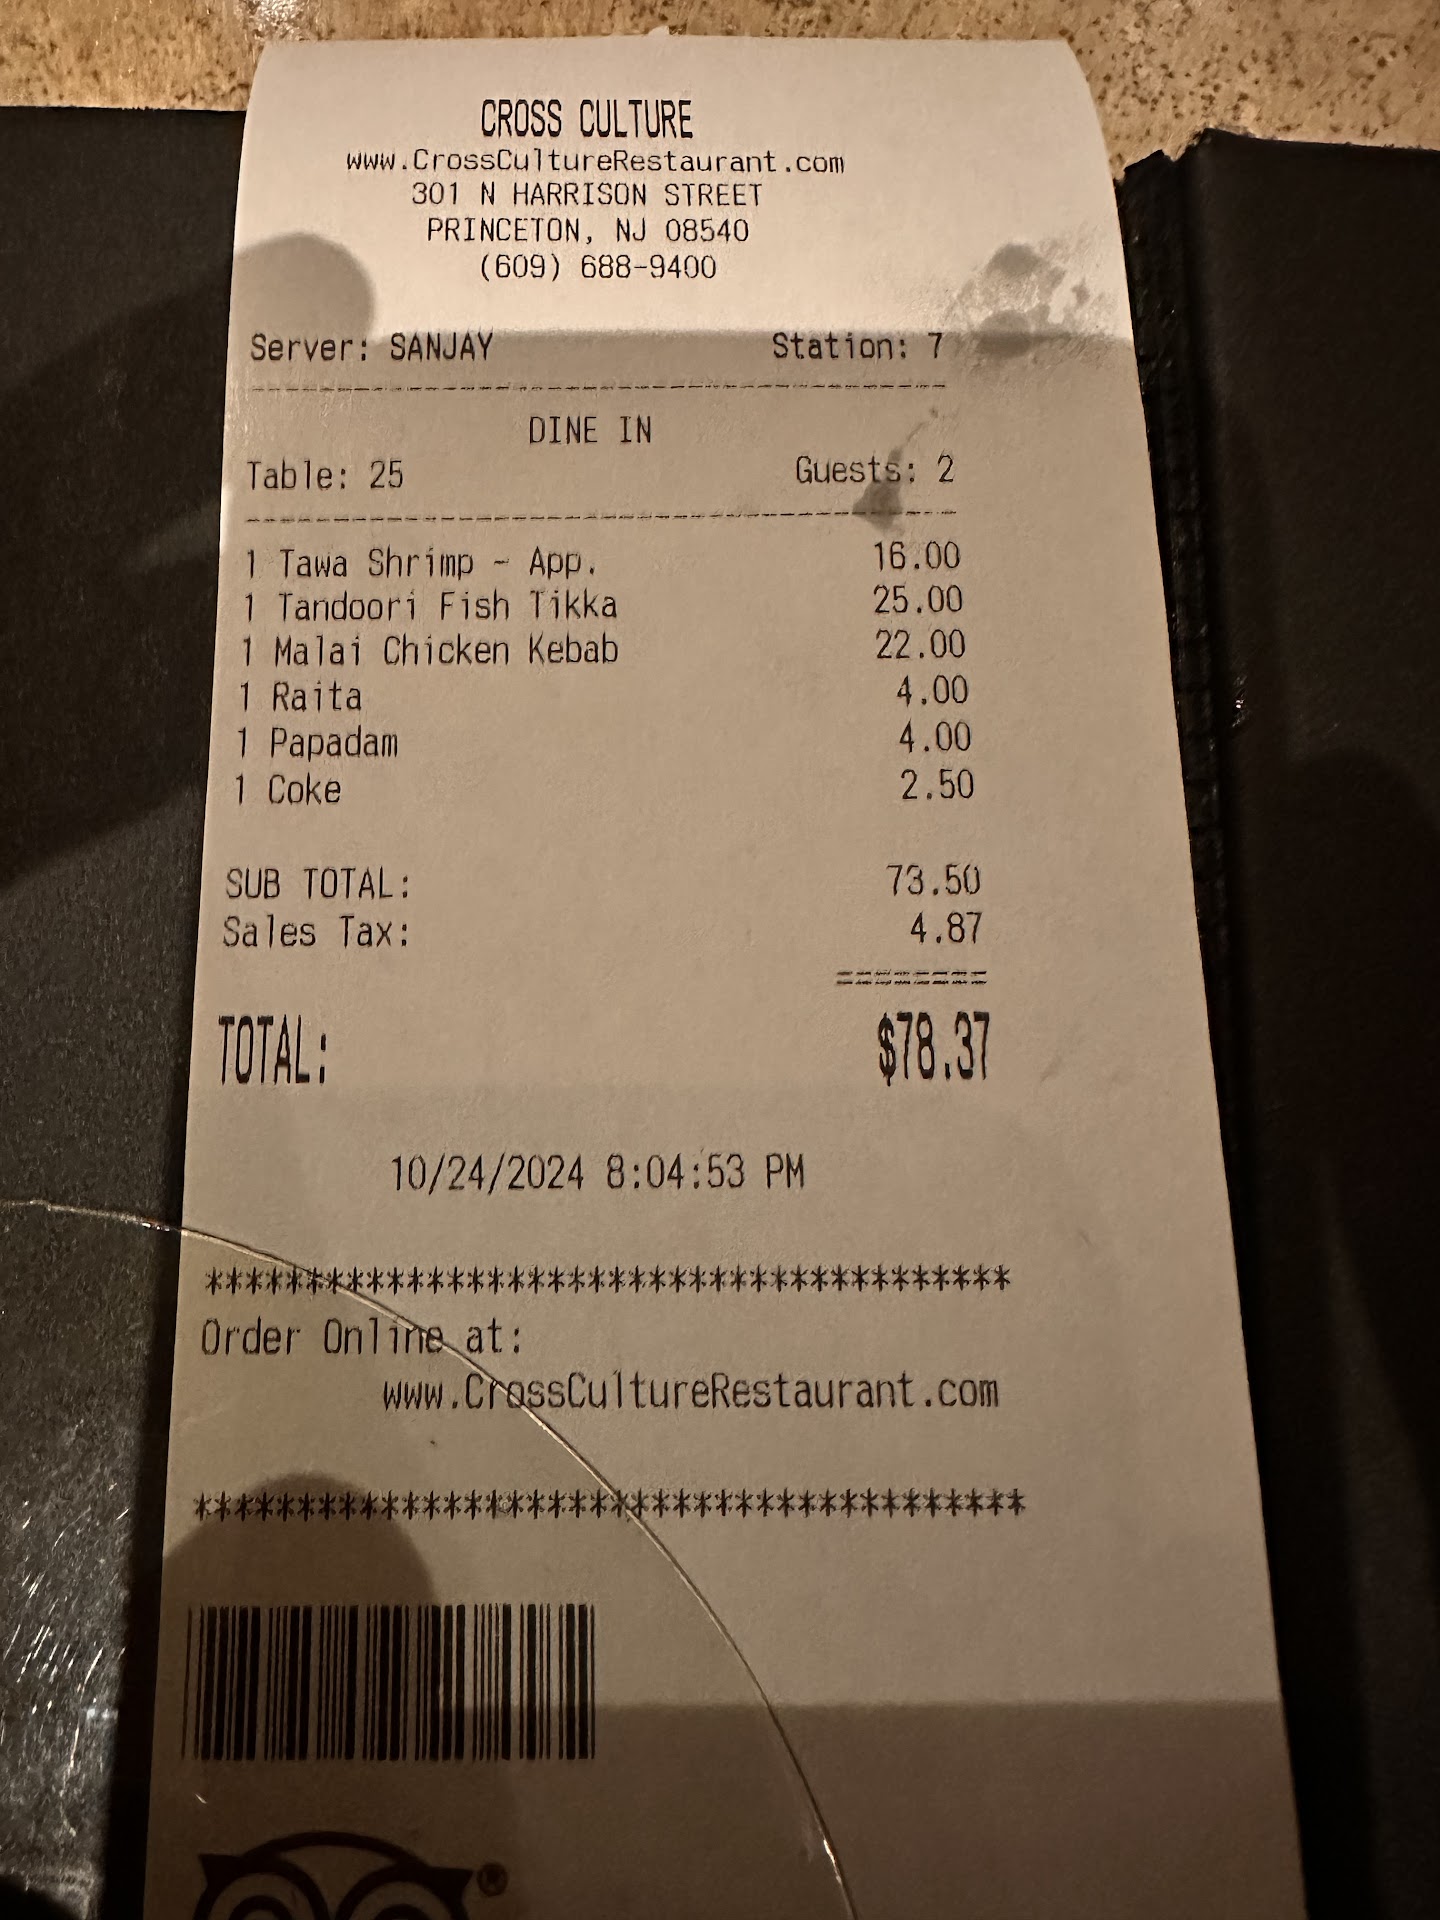 CROSS CULTURE
www.CrossCultureRestaurant.com
301 N HARRISON STREET
PRINCETON, NJ 08540
(609) 688-9400
Server: SANJAY Station: 7
----------------------------------------
DINE IN
Table: 25 Guests: 2
----------------------------------------
1 Tawa Shrimp - App. 16.00
1 Tandoori Fish Tikka 25.00
1 Malai Chicken Kebab 22.00
1 Raita 4.00
1 Papadam 4.00
1 Coke 2.50
SUB TOTAL: 73.50
Sales Tax: 4.87
=======
TOTAL: $78.37
10/24/2024 8:04:53 PM
****************************************
Order Online at:
www.CrossCultureRestaurant.com
****************************************
®